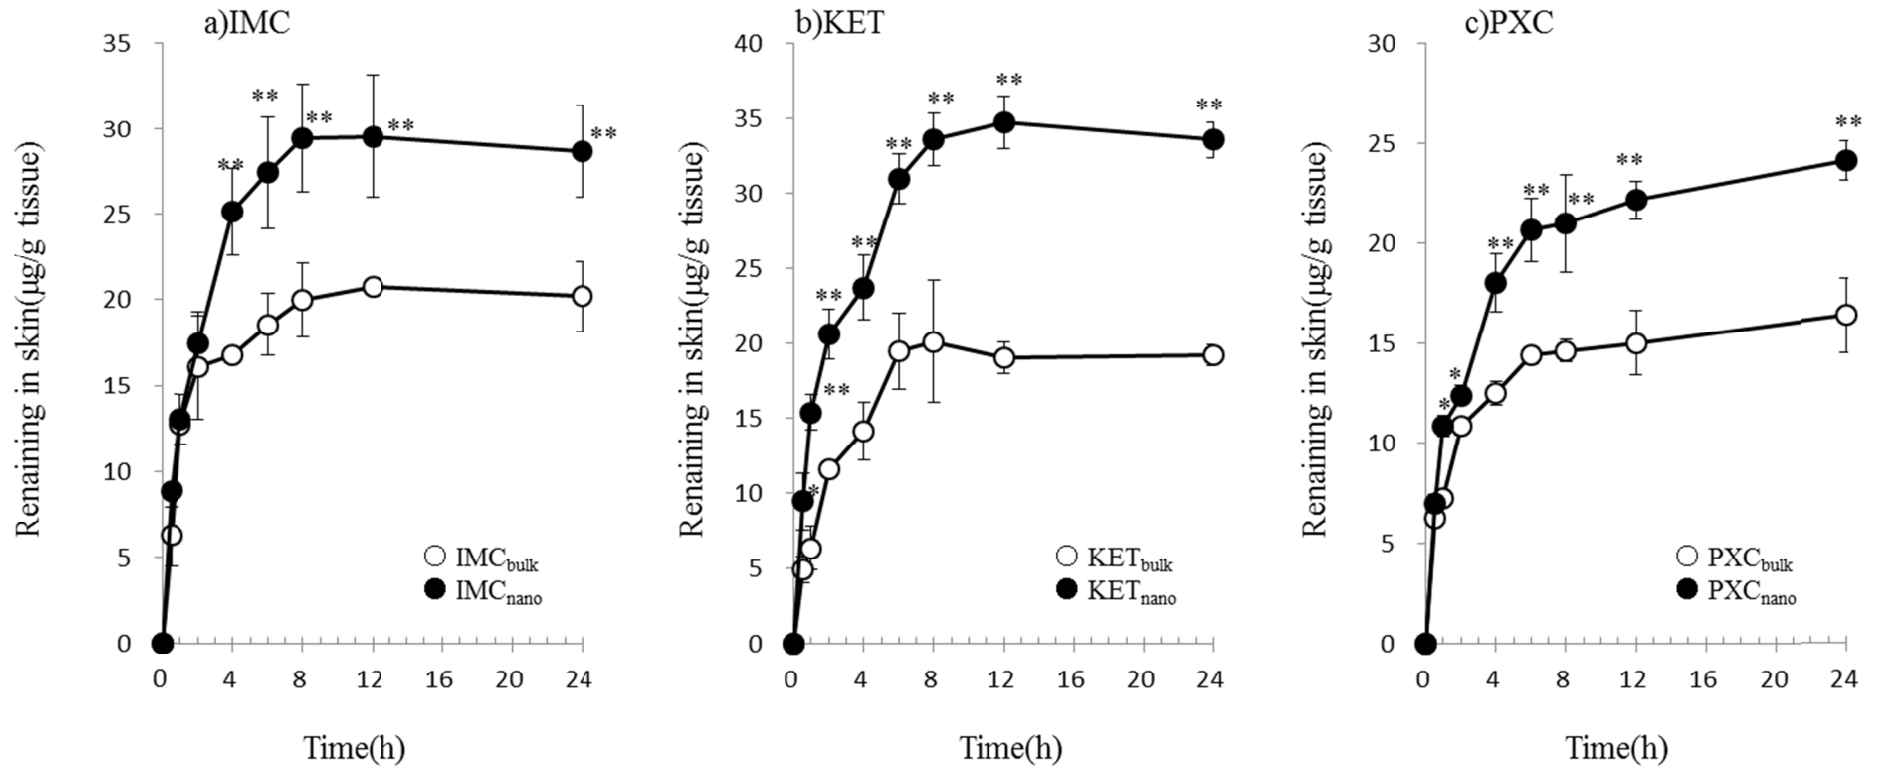 a)IMC
35
30
25
20
15
10
5
0
Renaining in skin(μg/g tissue)
**
**
**
**
**
IMCbulk
IMCnano
0 4 8 12 16 20 24
Time(h)
b)KET
40
35
30
25
20
15
10
5
0
Renaining in skin(μg/g tissue)
**
**
**
**
**
**
**
*
KETbulk
KETnano
0 4 8 12 16 20 24
Time(h)
c)PXC
30
25
20
15
10
5
0
Renaining in skin(μg/g tissue)
**
**
**
**
**
*
*
PXCbulk
PXCnano
0 4 8 12 16 20 24
Time(h)